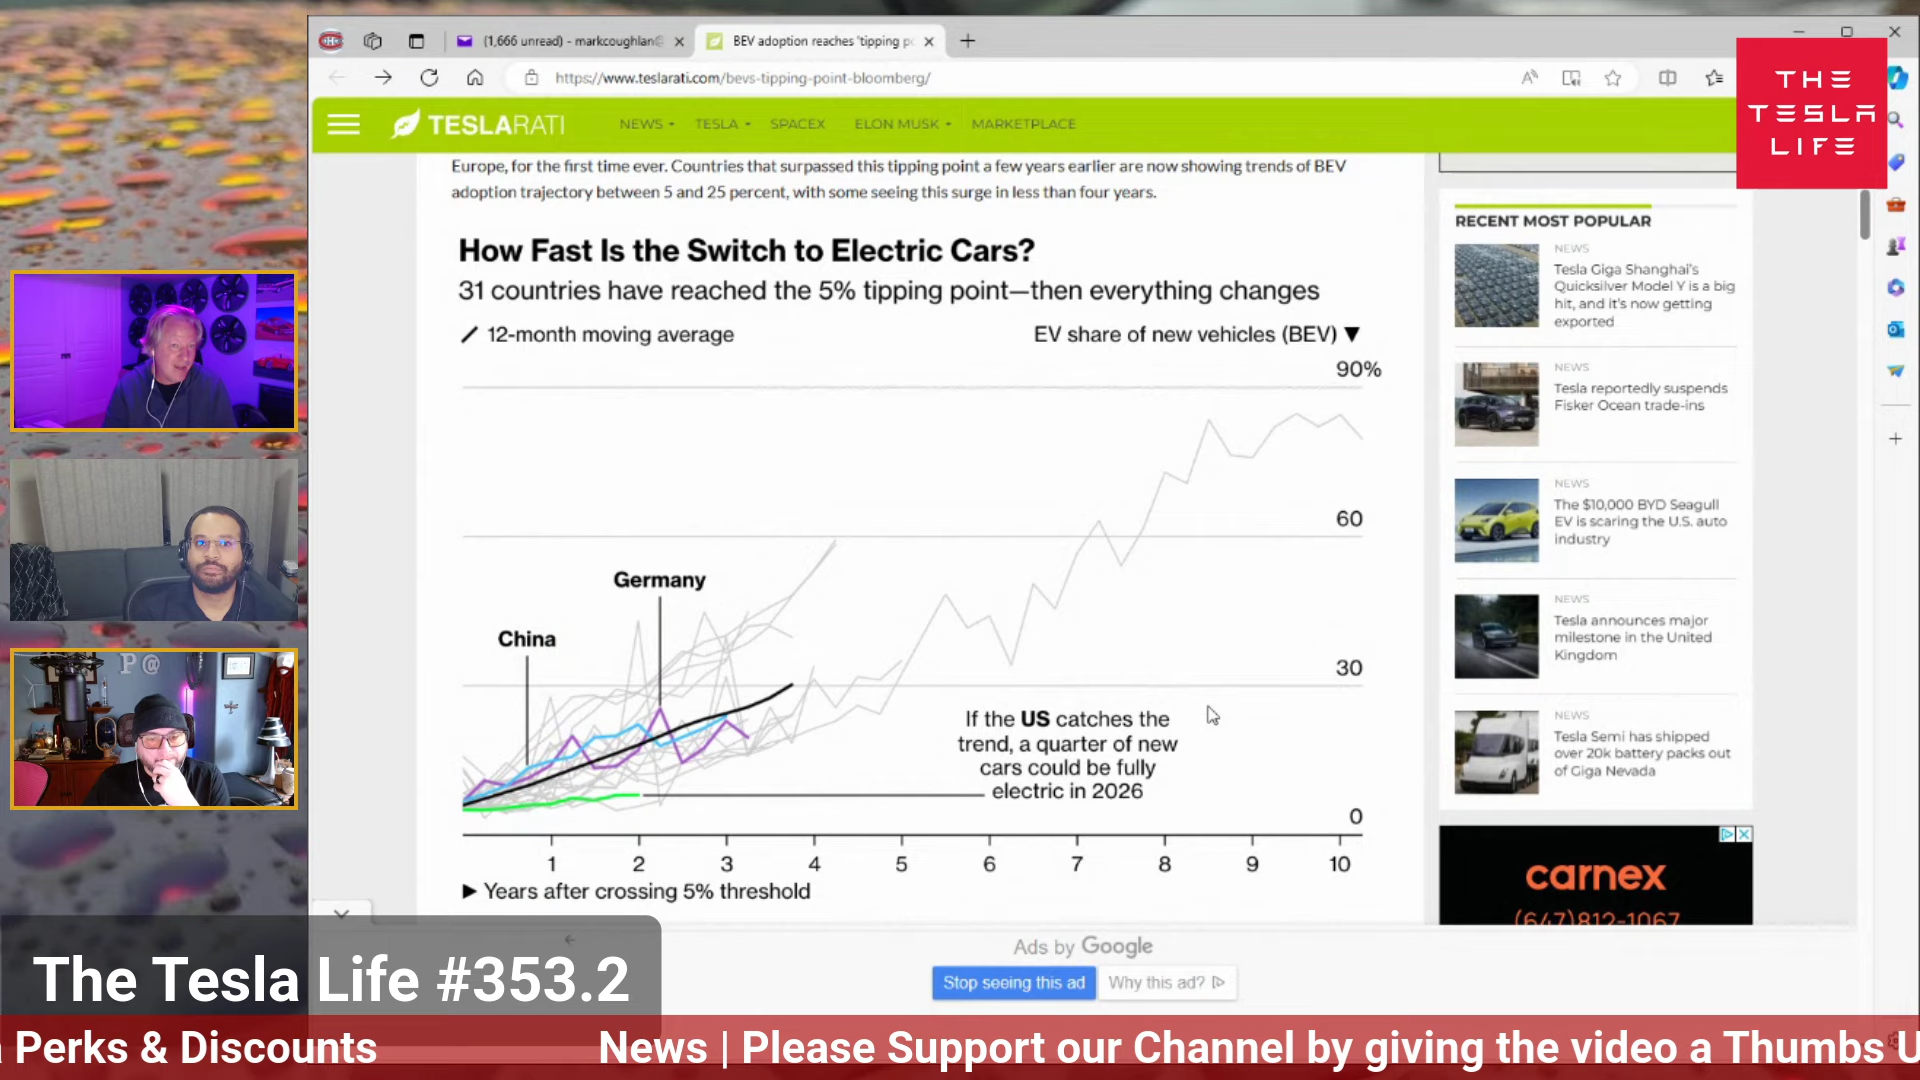 (1,666 unread) - markcoughlan@
BEV adoption reaches 'tipping po
https://www.teslarati.com/bevs-tipping-point-bloomberg/
THE
TESLA
LIFE
TESLARATI
NEWS
TESLA
SPACEX
ELON MUSK
MARKETPLACE
Europe, for the first time ever. Countries that surpassed this tipping point a few years earlier are now showing trends of BEV
adoption trajectory between 5 and 25 percent, with some seeing this surge in less than four years.
How Fast Is the Switch to Electric Cars?
31 countries have reached the 5% tipping point—then everything changes
12-month moving average
EV share of new vehicles (BEV) ▼
90%
60
Germany
China
30
If the US catches the
trend, a quarter of new
cars could be fully
electric in 2026
0
1 2 3 4 5 6 7 8 9 10
▶ Years after crossing 5% threshold
RECENT MOST POPULAR
NEWS
Tesla Giga Shanghai's
Quicksilver Model Y is a big
hit, and it's now getting
exported
NEWS
Tesla reportedly suspends
Fisker Ocean trade-ins
NEWS
The $10,000 BYD Seagull
EV is scaring the U.S. auto
industry
NEWS
Tesla announces major
milestone in the United
Kingdom
NEWS
Tesla Semi has shipped
over 20k battery packs out
of Giga Nevada
carnex
(647)812-1067
P @
Ads by Google
Stop seeing this ad
Why this ad?
The Tesla Life #353.2
Perks & Discounts
News | Please Support our Channel by giving the video a Thumbs U